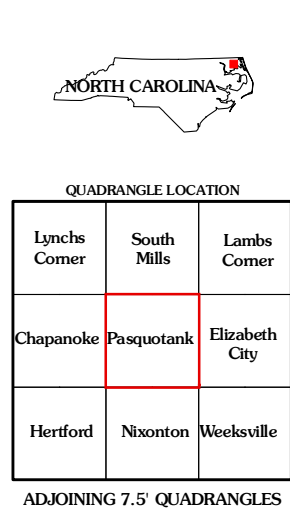 NORTH CAROLINA
QUADRANGLE LOCATION
Lynchs
Corner
South
Mills
Lambs
Corner
Chapanoke
Pasquotank
Elizabeth
City
Hertford
Nixonton
Weeksville
ADJOINING 7.5' QUADRANGLES